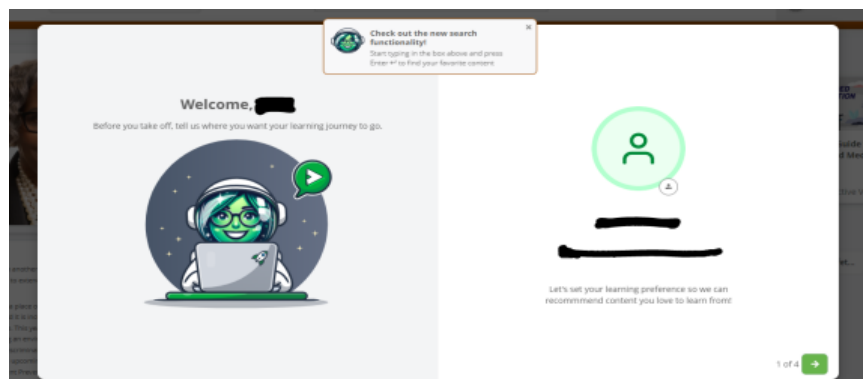 Check out the new search
functionality!
Start typing in the box above and press
Enter ↵ to find your favorite content
Welcome,
Before you take off, tell us where you want your learning journey to go.
Let's set your learning preference so we can
recommmend content you love to learn from!
1 of 4